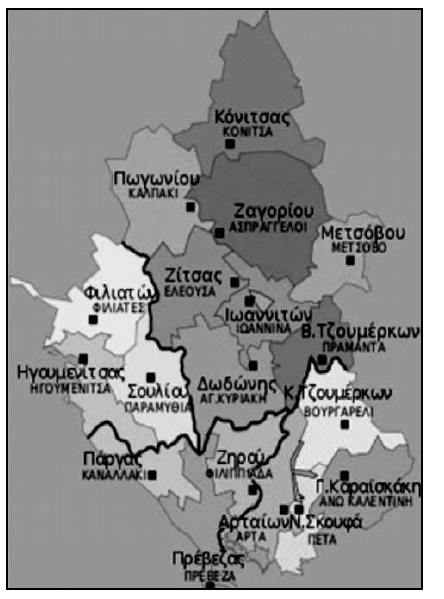 Κόνιτσας
ΚΟΝΙΤΣΑ
Πωγωνίου
ΚΑΛΠΑΚΙ
Ζαγορίου
ΑΣΠΡΑΓΓΕΛΟΙ
Μετσόβου
ΜΕΤΣΟΒΟ
Ζίτσας
ΕΛΕΟΥΣΑ
Φιλιατών
ΦΙΛΙΑΤΕΣ
Ιωαννιτών
ΙΩΑΝΝΙΝΑ
Β.Τζουμέρκων
ΠΡΑΜΑΝΤΑ
Ηγουμενίτσας
ΗΓΟΥΜΕΝΙΤΣΑ
Σουλίου
ΠΑΡΑΜΥΘΙΑ
Δωδώνης
ΑΓ.ΚΥΡΙΑΚΗ
Κ.Τζουμέρκων
ΒΟΥΡΓΑΡΕΛΙ
Πάργας
ΚΑΝΑΛΛΑΚΙ
Ζηρού
ΦΙΛΙΠΠΙΑΔΑ
Γ.Καραϊσκάκη
ΑΝΩ ΚΑΛΕΝΤΙΝΗ
Αρταίων
ΑΡΤΑ
Ν.Σκουφά
ΠΕΤΑ
Πρέβεζας
ΠΡΕΒΕΖΑ